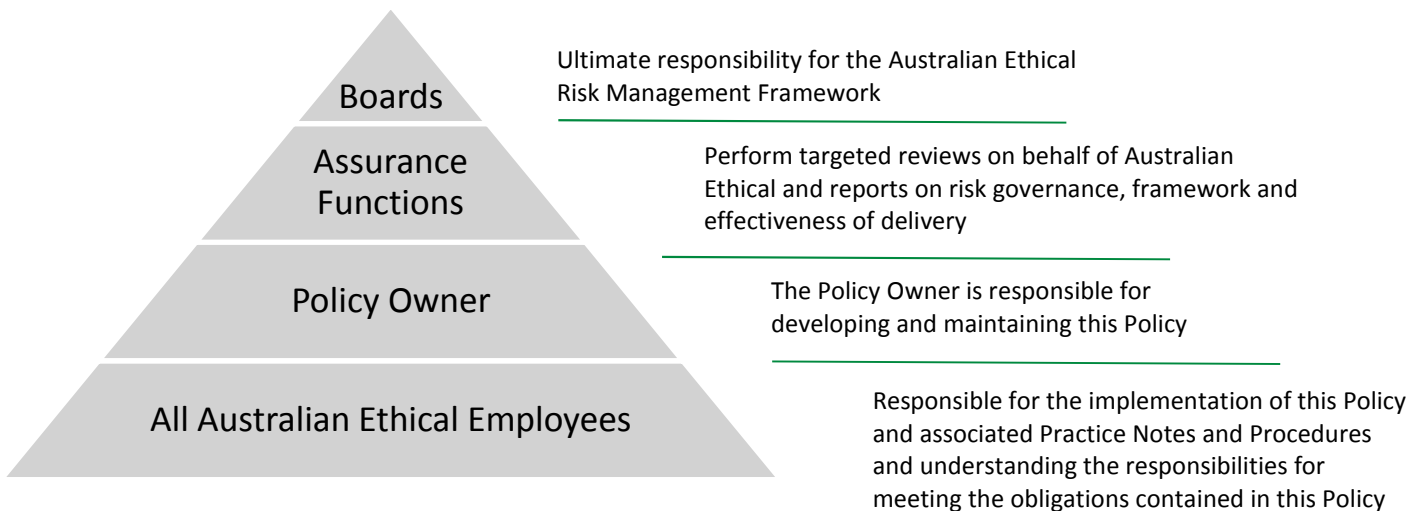 Boards
Ultimate responsibility for the Australian Ethical
Risk Management Framework
Assurance
Functions
Perform targeted reviews on behalf of Australian
Ethical and reports on risk governance, framework and
effectiveness of delivery
Policy Owner
The Policy Owner is responsible for
developing and maintaining this Policy
All Australian Ethical Employees
Responsible for the implementation of this Policy
and associated Practice Notes and Procedures
and understanding the responsibilities for
meeting the obligations contained in this Policy